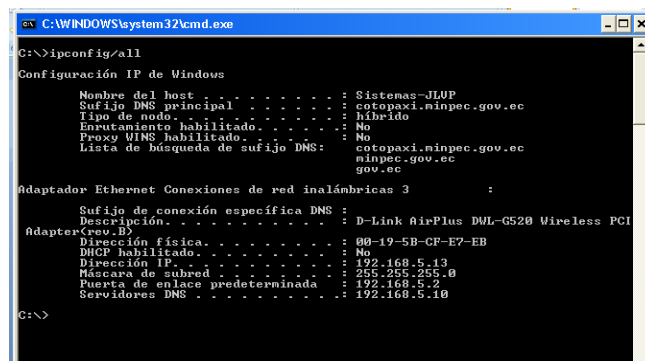 C:\WINDOWS\system32\cmd.exe
C:\>ipconfig/all
Configuración IP de Windows
Nombre del host . . . . . . . . . : Sistemas-JLVP
Sufijo DNS principal . . . . . . : cotopaxi.minpec.gov.ec
Tipo de nodo. . . . . . . . . . . : híbrido
Enrutamiento habilitado. . . . . .: No
Proxy WINS habilitado. . . . . : No
Lista de búsqueda de sufijo DNS: cotopaxi.minpec.gov.ec
minpec.gov.ec
gov.ec
Adaptador Ethernet Conexiones de red inalámbricas 3 :
Sufijo de conexión específica DNS :
Descripción. . . . . . . . . . . : D-Link AirPlus DWL-G520 Wireless PCI
Adapter(rev.B)
Dirección física. . . . . . . . . : 00-19-5B-CF-E7-EB
DHCP habilitado. . . . . . . . . : No
Dirección IP. . . . . . . . . . . : 192.168.5.13
Máscara de subred . . . . . . . . : 255.255.255.0
Puerta de enlace predeterminada : 192.168.5.2
Servidores DNS . . . . . . . . . .: 192.168.5.10
C:\>